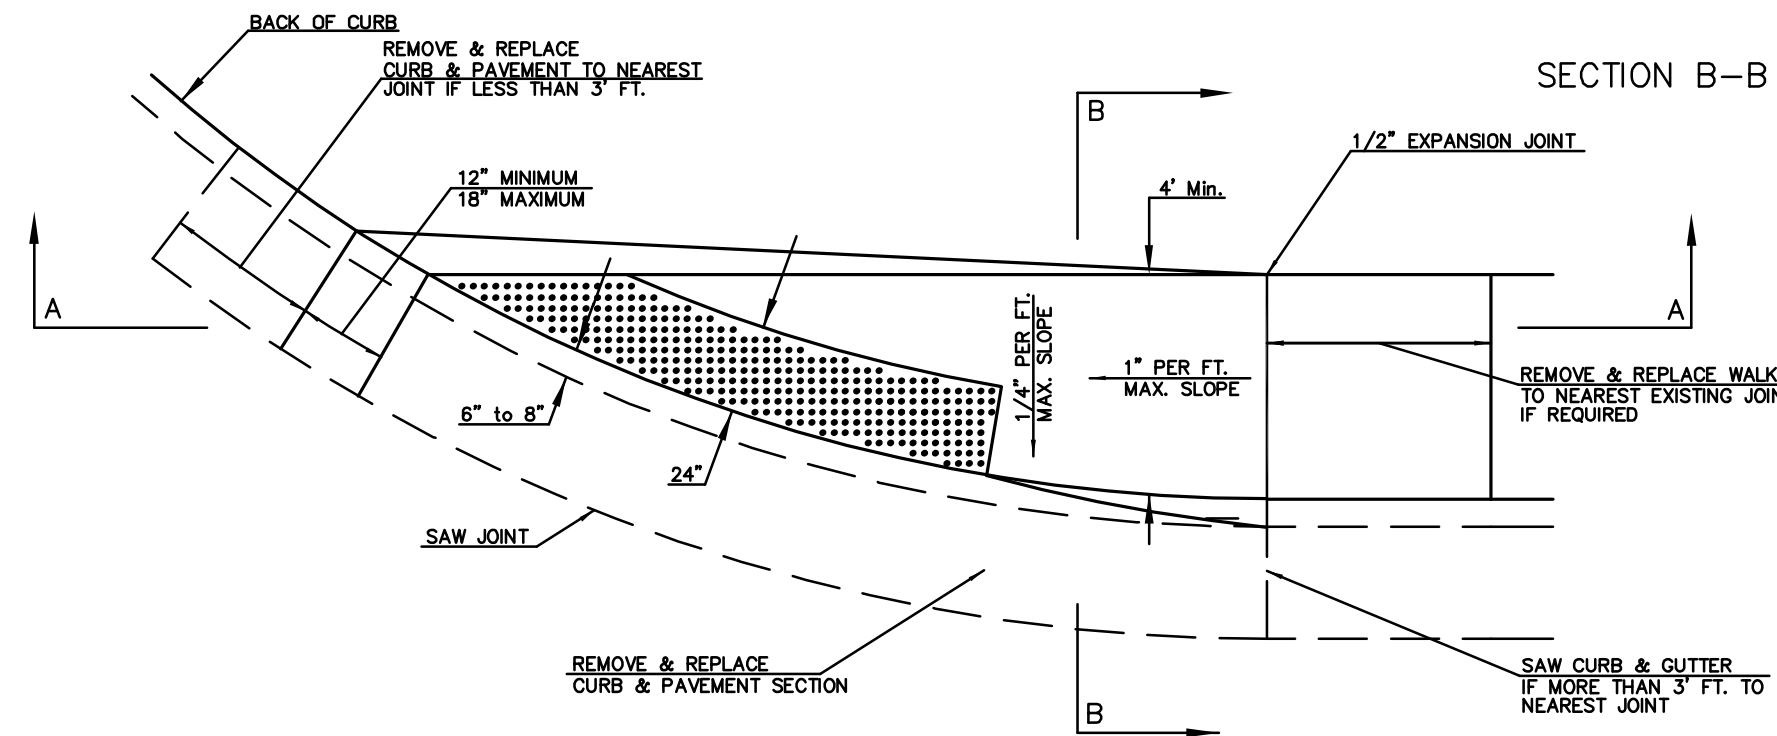 BACK OF CURB
REMOVE & REPLACE
CURB & PAVEMENT TO NEAREST
JOINT IF LESS THAN 3' FT.
SECTION B-B
B
1/2" EXPANSION JOINT
12" MINIMUM
18" MAXIMUM
4' Min.
A
A
1/4" PER FT.
MAX. SLOPE
1" PER FT.
MAX. SLOPE
REMOVE & REPLACE WALK
TO NEAREST EXISTING JOIN
IF REQUIRED
6" to 8"
24"
SAW JOINT
REMOVE & REPLACE
CURB & PAVEMENT SECTION
SAW CURB & GUTTER
IF MORE THAN 3' FT. TO
NEAREST JOINT
B